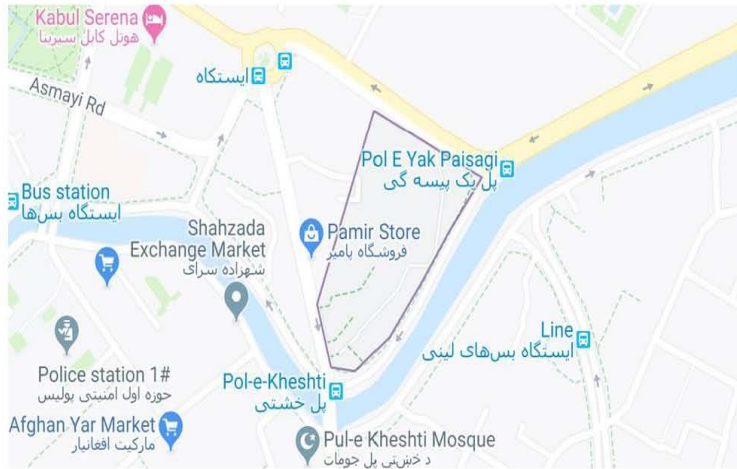 Kabul Serena
هوتل کابل سیرینا
ایستگاه
Asmayi Rd
Pol E Yak Paisagi
پل یک پیسه گی
Bus station
ایستگاه بس‌ها
Shahzada
Exchange Market
شهزاده سرای
Pamir Store
فروشگاه پامیر
Line
ایستگاه بس‌های لینی
Police station 1#
حوزه اول امنیتی پولیس
Pol-e-Kheshti
پل خشتی
Afghan Yar Market
مارکیت افغانیار
Pul-e Kheshti Mosque
د خښتي پل جومات